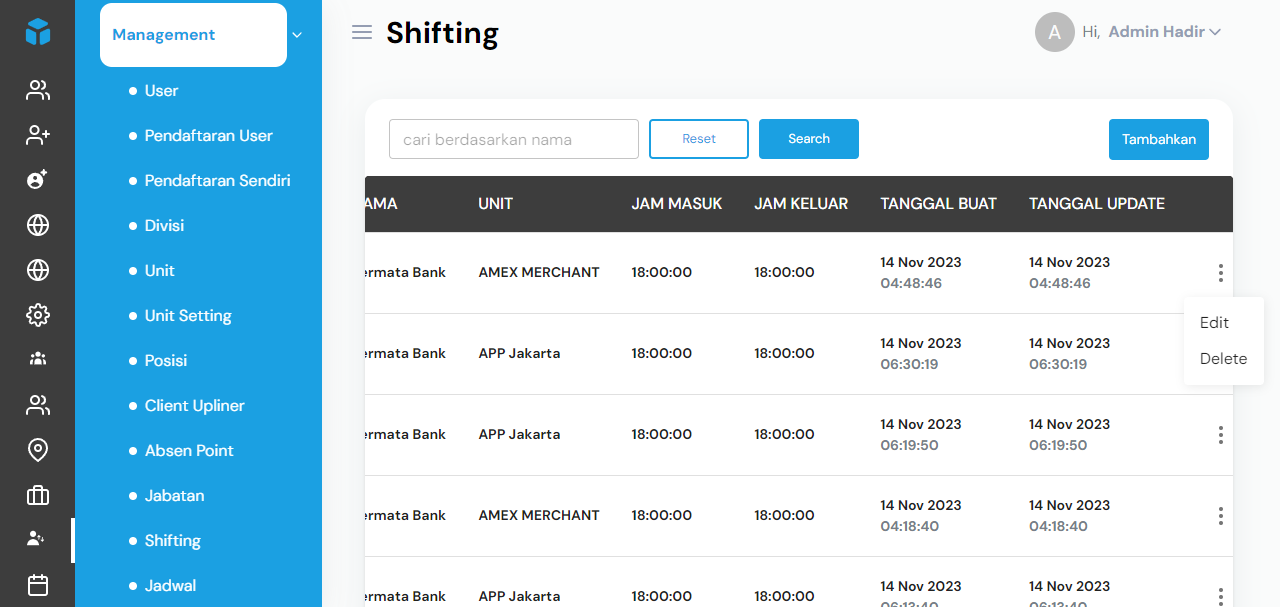 Management
User
Pendaftaran User
Pendaftaran Sendiri
Divisi
Unit
Unit Setting
Posisi
Client Upliner
Absen Point
Jabatan
Shifting
Jadwal
Shifting
A Hi, Admin Hadir
cari berdasarkan nama Reset Search Tambahkan
AMA UNIT JAM MASUK JAM KELUAR TANGGAL BUAT TANGGAL UPDATE
ermata Bank AMEX MERCHANT 18:00:00 18:00:00 14 Nov 2023 14 Nov 2023
04:48:46 04:48:46
Edit
Delete
ermata Bank APP Jakarta 18:00:00 18:00:00 14 Nov 2023 14 Nov 2023
06:30:19 06:30:19
ermata Bank APP Jakarta 18:00:00 18:00:00 14 Nov 2023 14 Nov 2023
06:19:50 06:19:50
ermata Bank AMEX MERCHANT 18:00:00 18:00:00 14 Nov 2023 14 Nov 2023
04:18:40 04:18:40
ermata Bank APP Jakarta 18:00:00 18:00:00 14 Nov 2023 14 Nov 2023